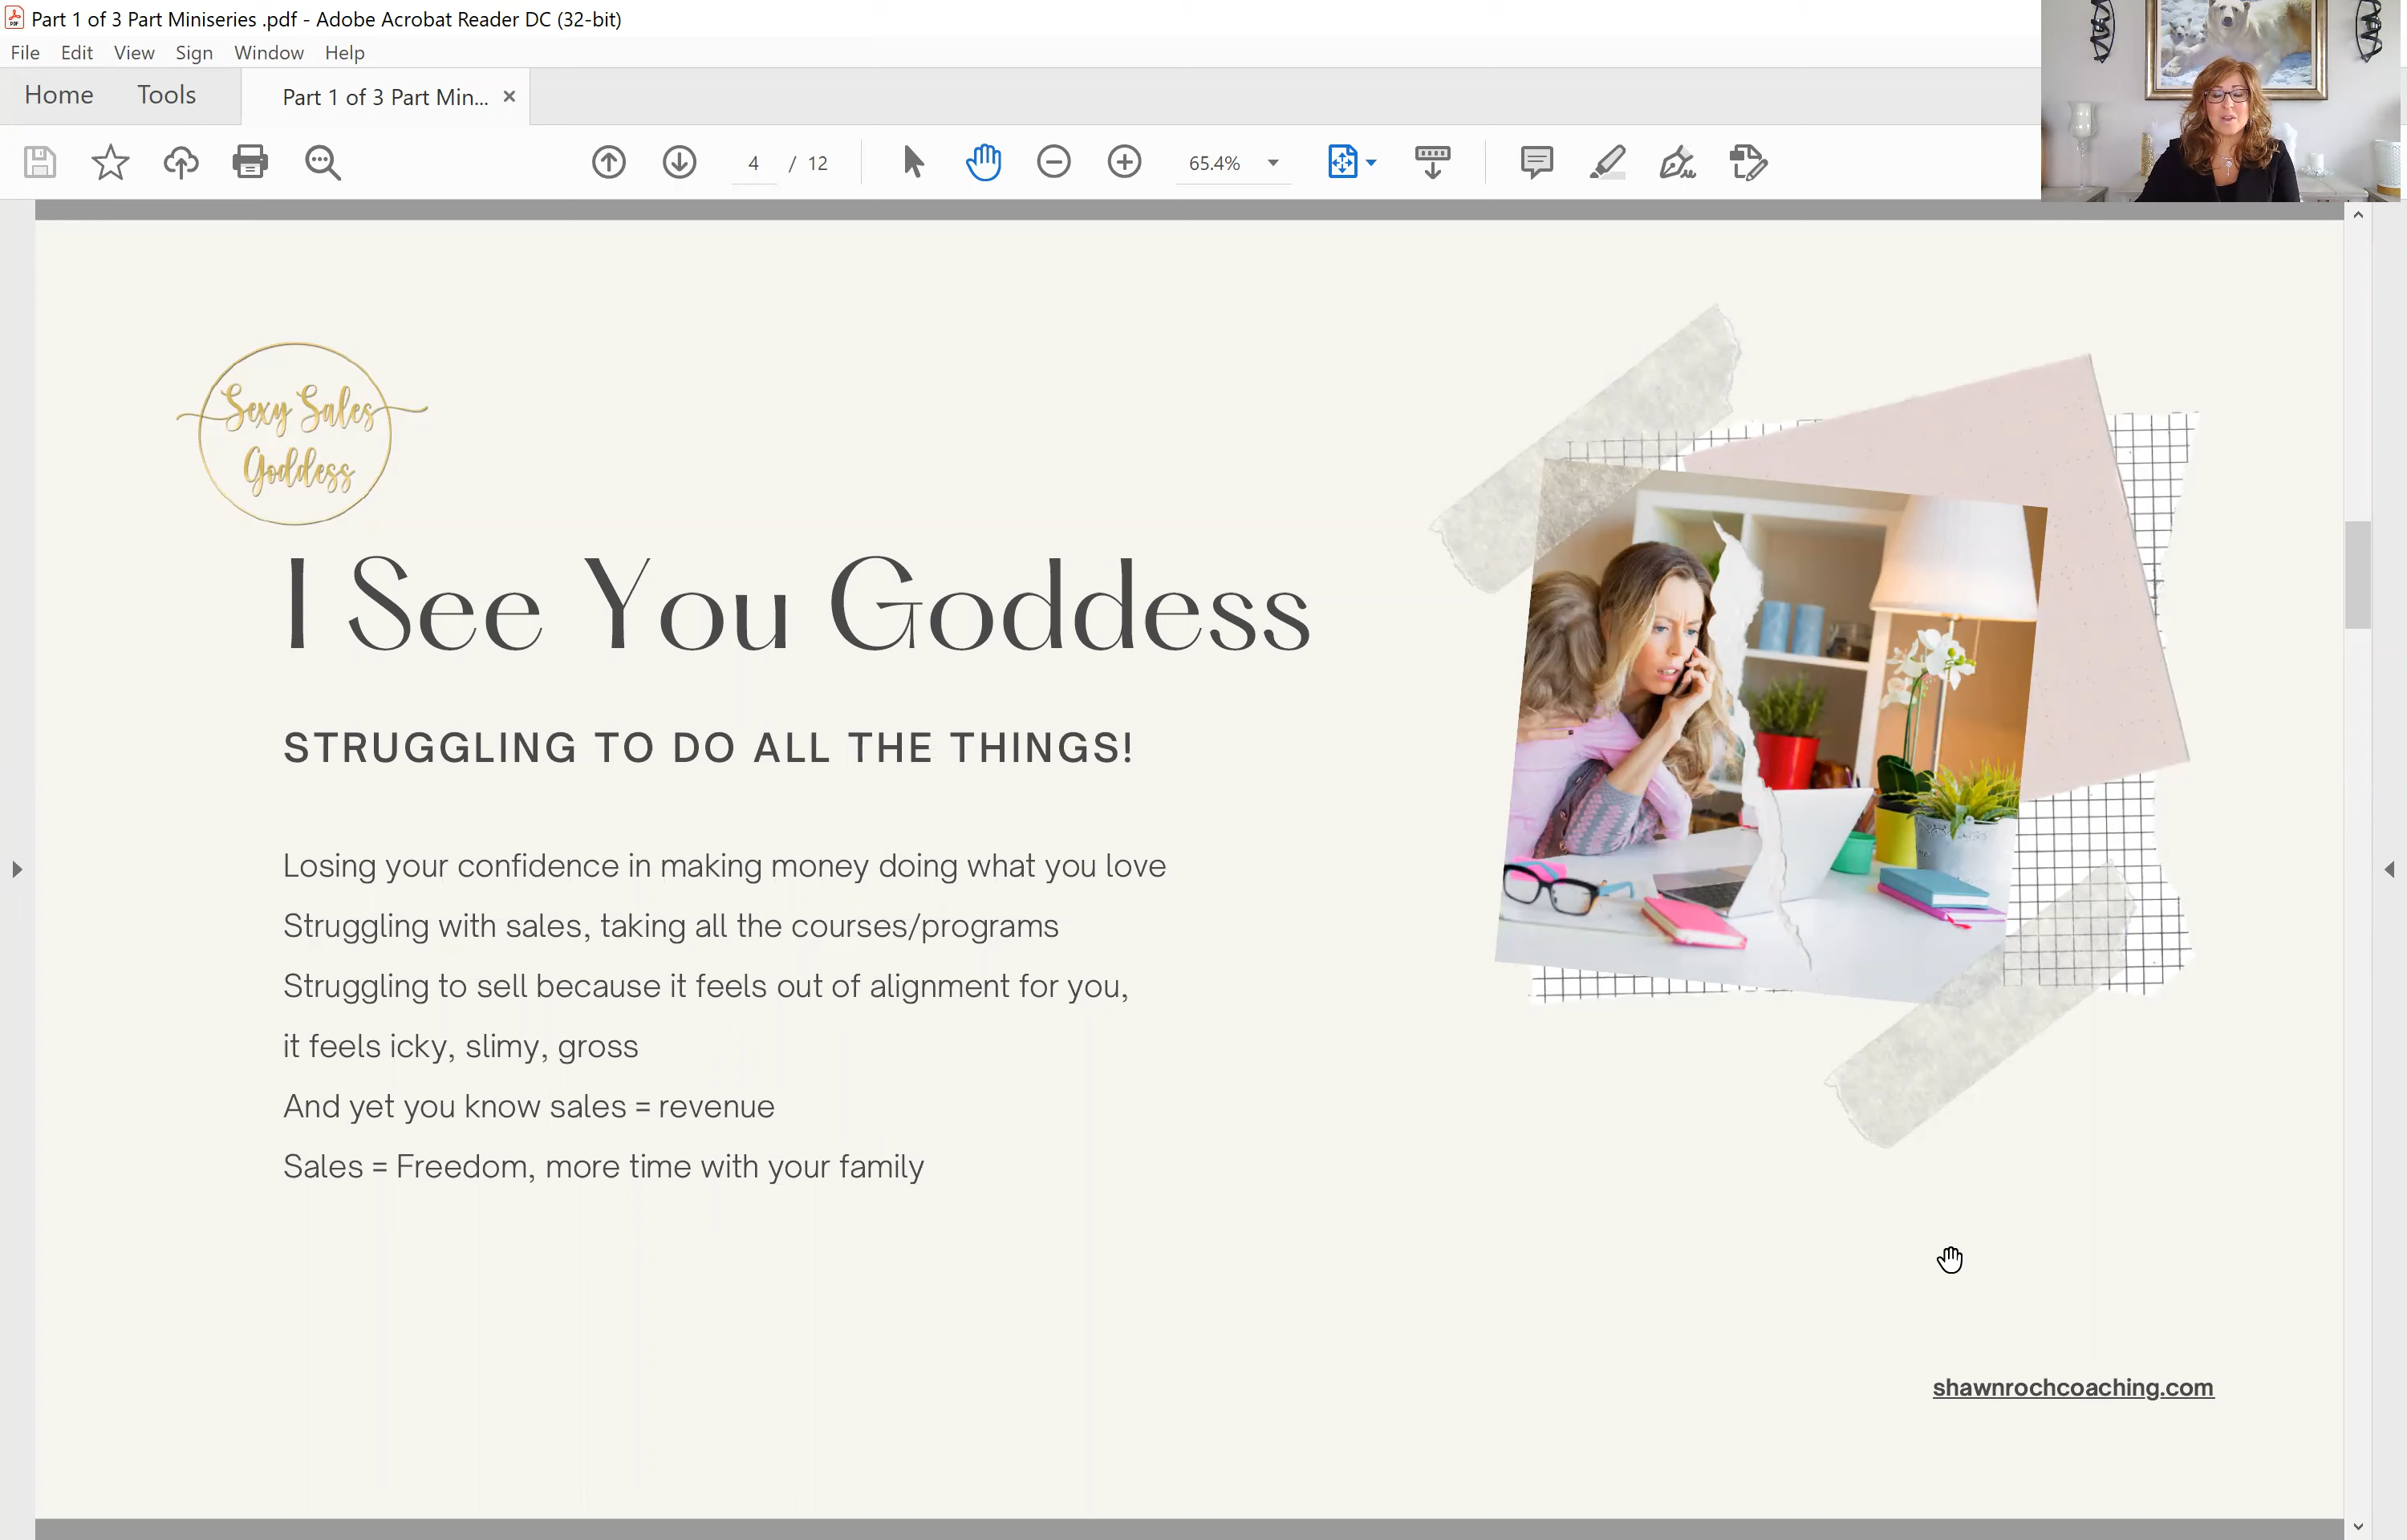 Part 1 of 3 Part Miniseries .pdf - Adobe Acrobat Reader DC (32-bit)
File Edit View Sign Window Help
Home Tools Part 1 of 3 Part Min... ×
4 / 12 65.4%
Sexy Sales
Goddess
I See You Goddess
STRUGGLING TO DO ALL THE THINGS!
Losing your confidence in making money doing what you love
Struggling with sales, taking all the courses/programs
Struggling to sell because it feels out of alignment for you,
it feels icky, slimy, gross
And yet you know sales = revenue
Sales = Freedom, more time with your family
shawnrochcoaching.com